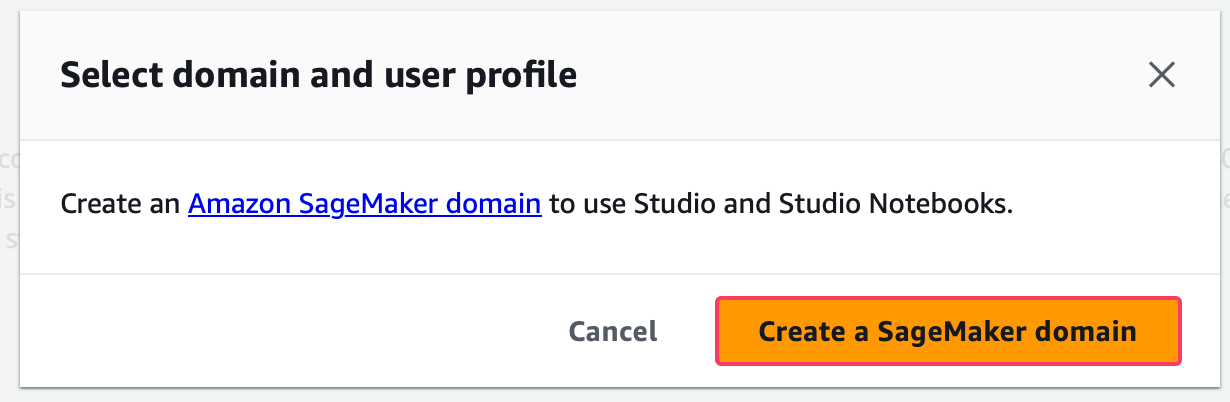 Select domain and user profile
Create an Amazon SageMaker domain to use Studio and Studio Notebooks.
Cancel
Create a SageMaker domain